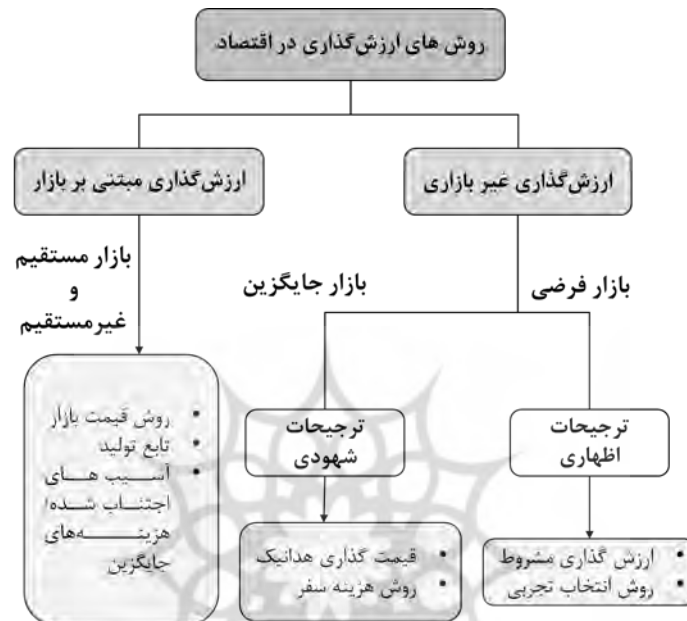 روش های ارزش‌گذاری در اقتصاد
ارزش‌گذاری غیر بازاری
ارزش‌گذاری مبتنی بر بازار
بازار فرضی
بازار جایگزین
بازار مستقیم
و
غیرمستقیم
ترجیحات
اظهاری
ترجیحات
شهودی
• روش قیمت بازار
• تابع تولید
• آسیب های
اجتناب شده/
هزینه‌های
جایگزین
• ارزش گذاری مشروط
• روش انتخاب تجربی
• قیمت گذاری هدانیک
• روش هزینه سفر